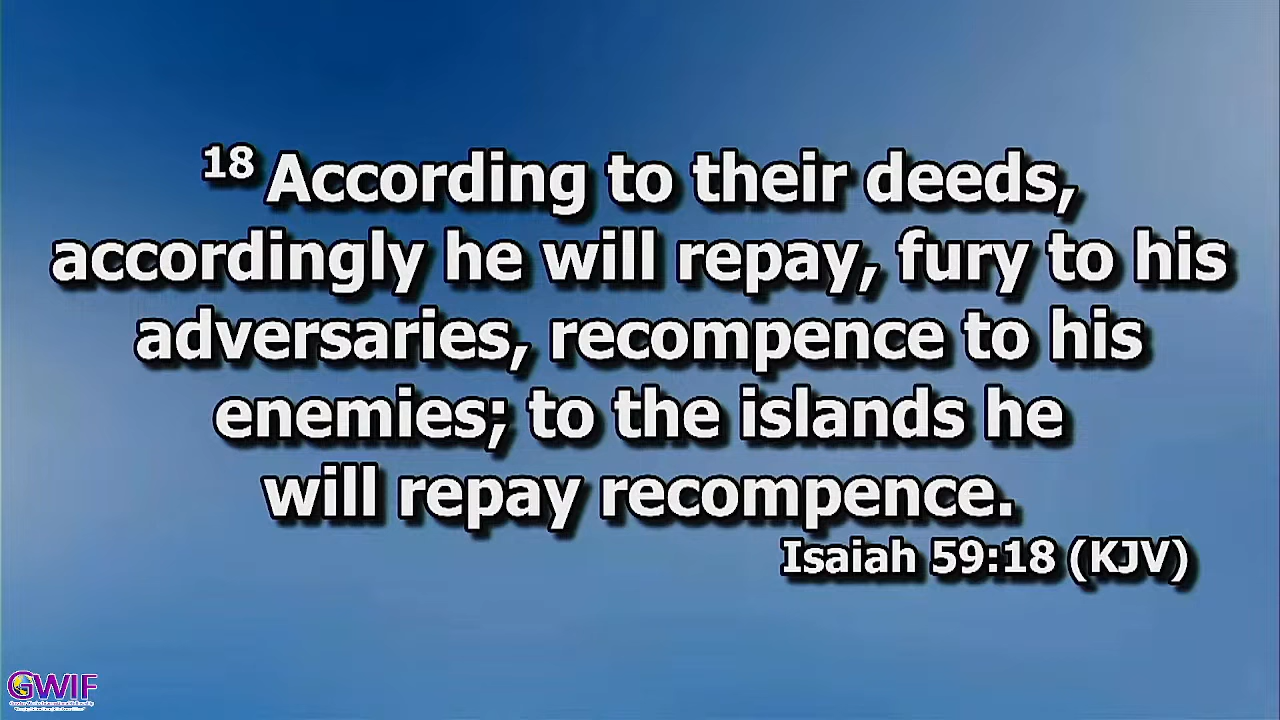 18 According to their deeds,
accordingly he will repay, fury to his
adversaries, recompence to his
enemies; to the islands he
will repay recompence.
Isaiah 59:18 (KJV)
GWIF